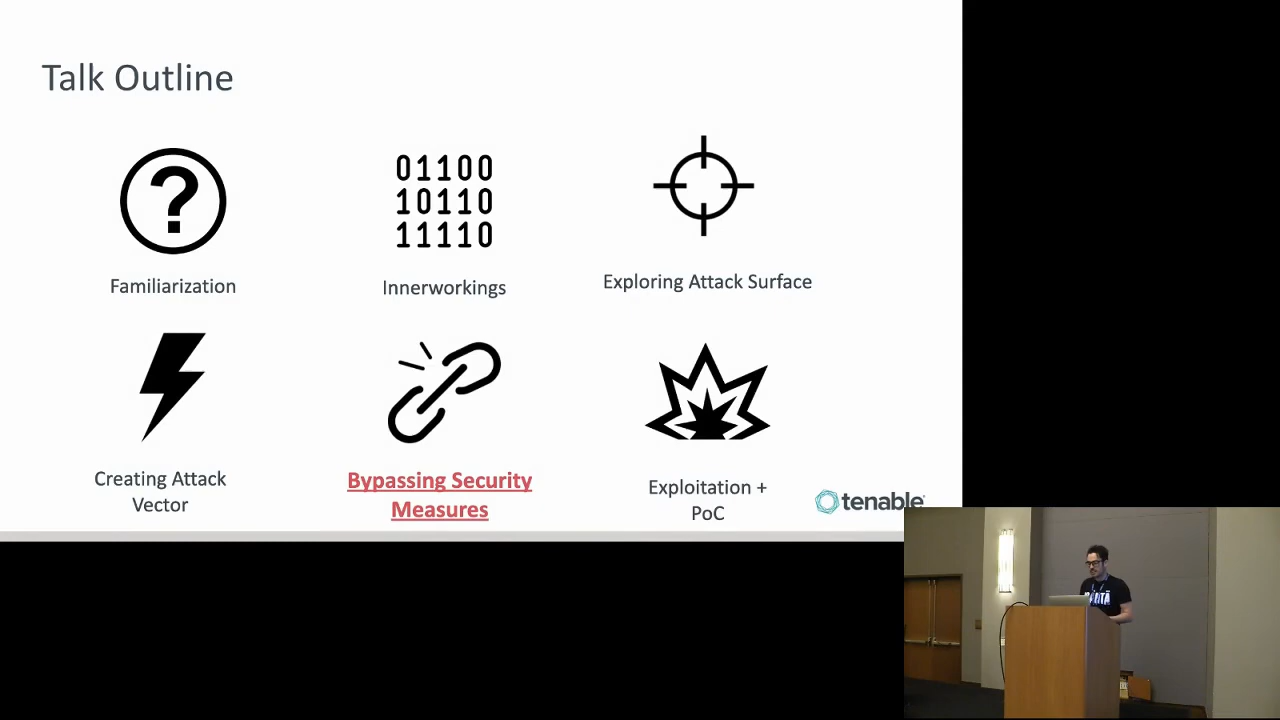 Talk Outline
01100
10110
11110
?
Familiarization
Innerworkings
Exploring Attack Surface
Creating Attack
Vector
Bypassing Security
Measures
Exploitation +
PoC
tenable